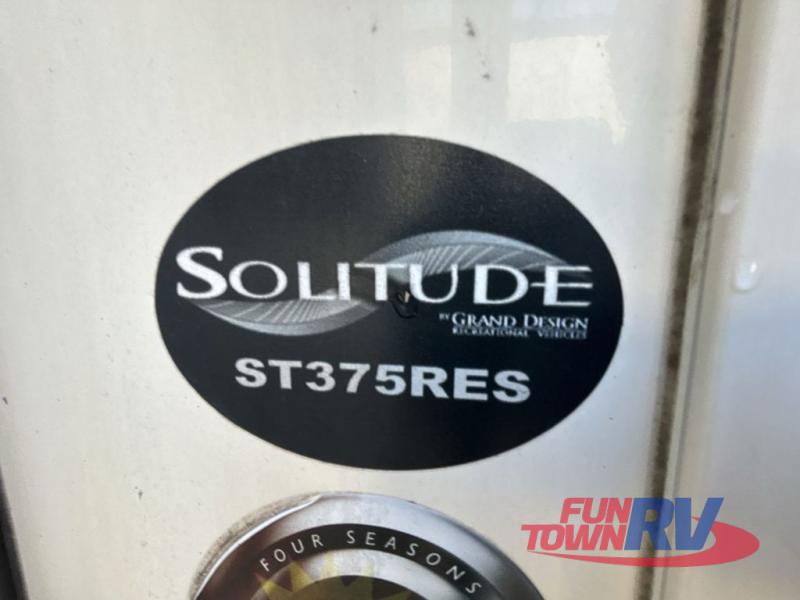 SOLITUDE
BY GRAND DESIGN
RECREATIONAL VEHICLES
ST375RES
FOUR SEASONS
FUN
TOWN RV